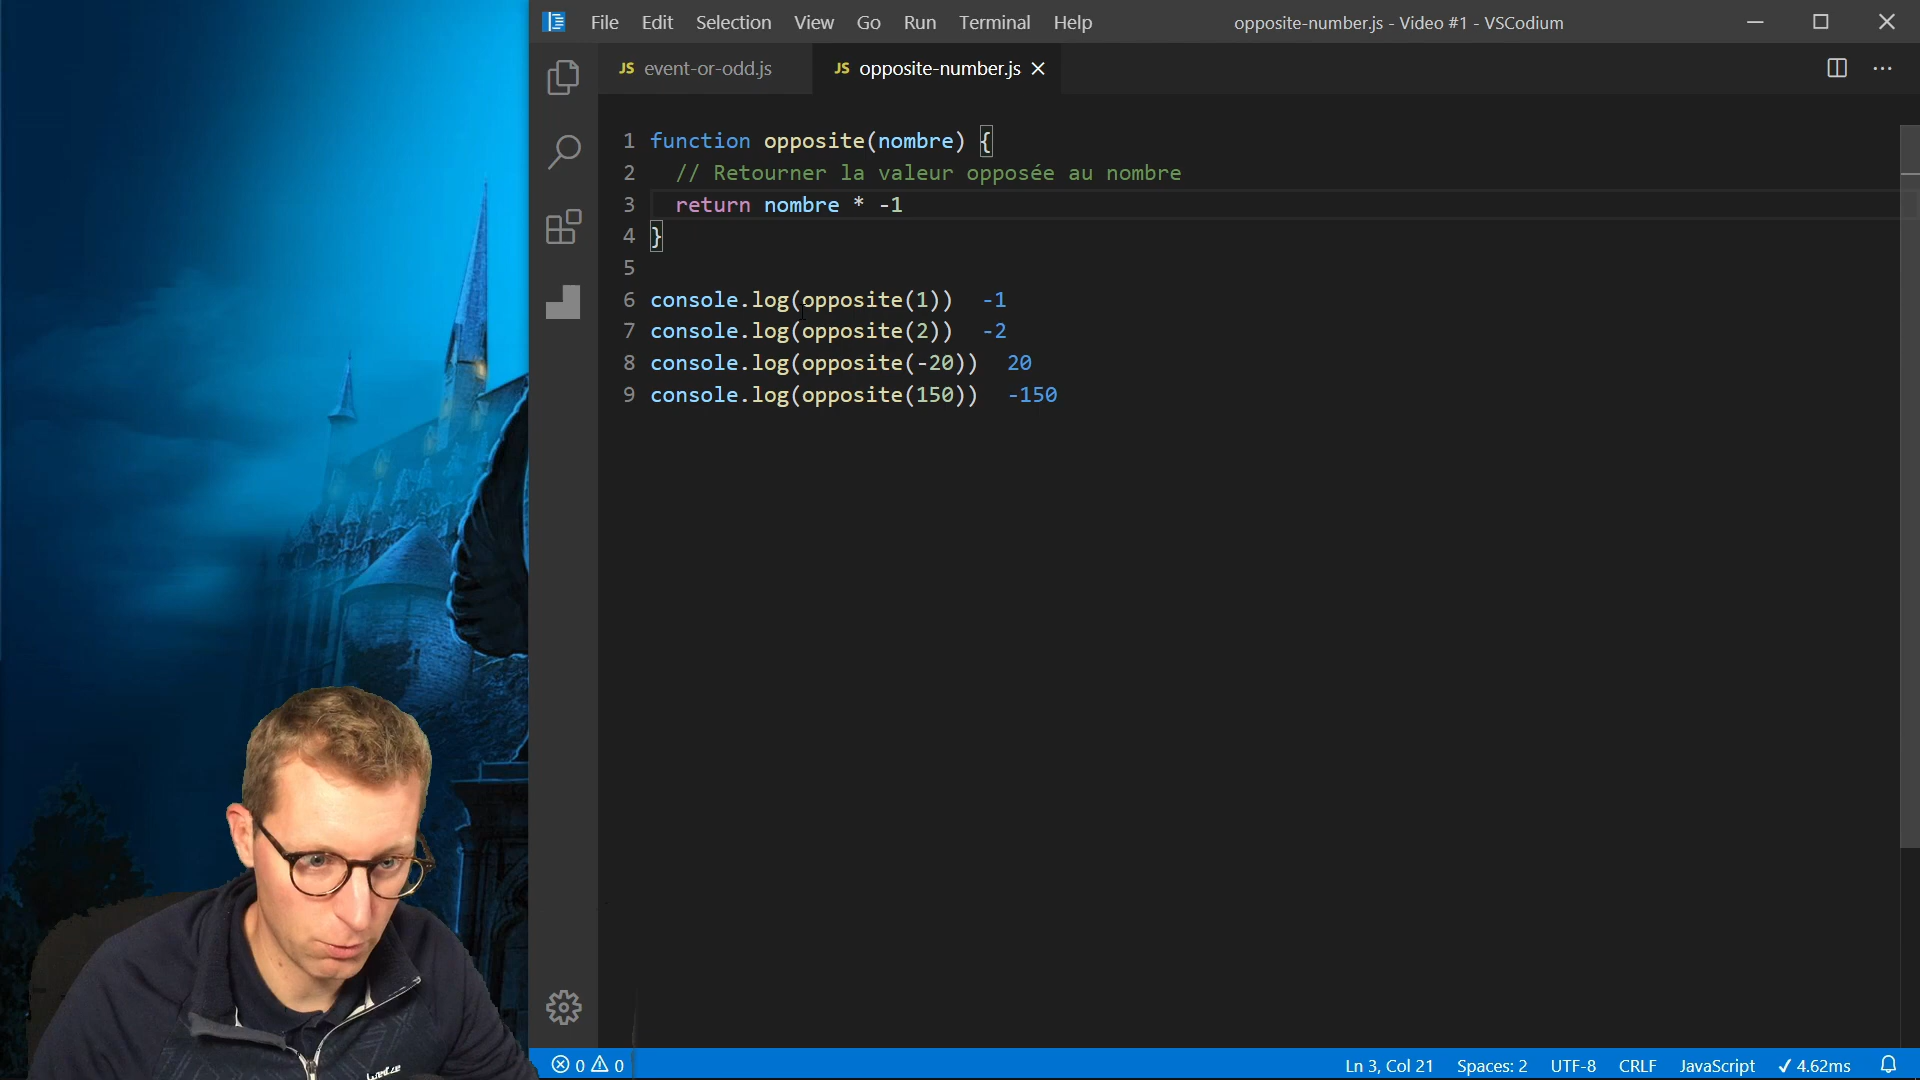 File Edit Selection View Go Run Terminal Help opposite-number.js - Video #1 - VSCodium
JS event-or-odd.js JS opposite-number.js
1 function opposite(nombre) {
2 // Retourner la valeur opposée au nombre
3 return nombre * -1
4 }
5
6 console.log(opposite(1)) -1
7 console.log(opposite(2)) -2
8 console.log(opposite(-20)) 20
9 console.log(opposite(150)) -150
0 0 Ln 3, Col 21 Spaces: 2 UTF-8 CRLF JavaScript ✓ 4.62ms